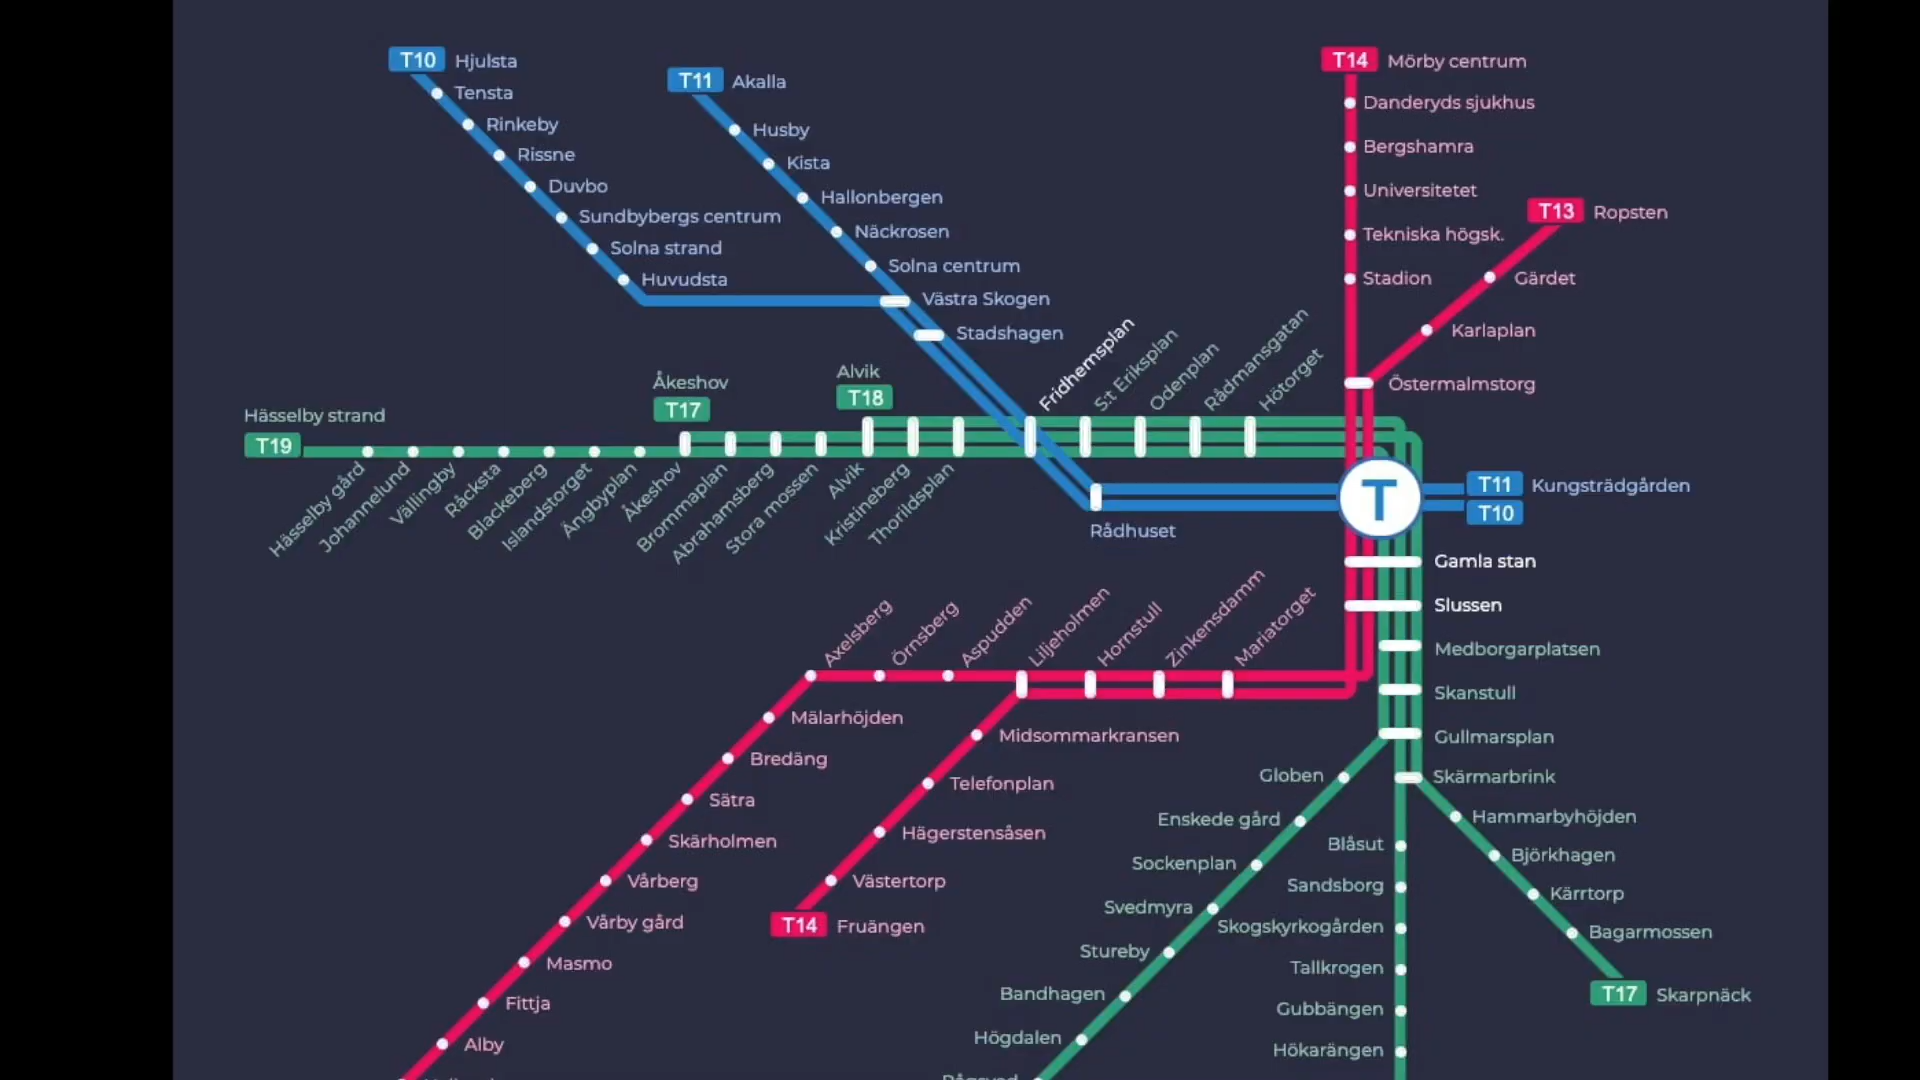 T10 Hjulsta
Tensta
Rinkeby
Rissne
Duvbo
Sundbybergs centrum
Solna strand
Huvudsta
T11 Akalla
Husby
Kista
Hallonbergen
Näckrosen
Solna centrum
Västra Skogen
Stadshagen
T14 Mörby centrum
Danderyds sjukhus
Bergshamra
Universitetet
Tekniska högsk.
Stadion
T13 Ropsten
Gärdet
Karlaplan
Östermalmstorg
Hässelby strand
T19
Åkeshov
T17
Alvik
T18
Fridhemsplan
S:t Eriksplan
Odenplan
Rådmansgatan
Hötorget
Hässelby gård
Johannelund
Vällingby
Råcksta
Blackeberg
Islandstorget
Ängbyplan
Åkeshov
Brommaplan
Abrahamsberg
Stora mossen
Alvik
Kristineberg
Thorildsplan
Rådhuset
T
T11 Kungsträdgården
T10
Gamla stan
Slussen
Medborgarplatsen
Skanstull
Gullmarsplan
Skärmarbrink
Axelsberg
Örnsberg
Aspudden
Liljeholmen
Hornstull
Zinkensdamm
Mariatorget
Mälarhöjden
Bredäng
Sätra
Skärholmen
Vårberg
Vårby gård
Masmo
Fittja
Alby
Midsommarkransen
Telefonplan
Hägerstensåsen
Västertorp
T14 Fruängen
Globen
Enskede gård
Sockenplan
Svedmyra
Stureby
Bandhagen
Högdalen
Blåsut
Sandsborg
Skogskyrkogården
Tallkrogen
Gubbängen
Hökarängen
Hammarbyhöjden
Björkhagen
Kärrtorp
Bagarmossen
T17 Skarpnäck